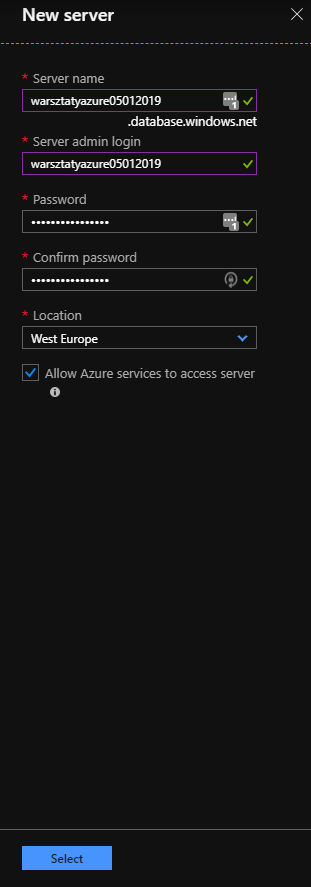 New server
* Server name
warsztatyazure05012019
.database.windows.net
* Server admin login
warsztatyazure05012019
* Password
••••••••••••••••
* Confirm password
••••••••••••••••
* Location
West Europe
Allow Azure services to access server
Select